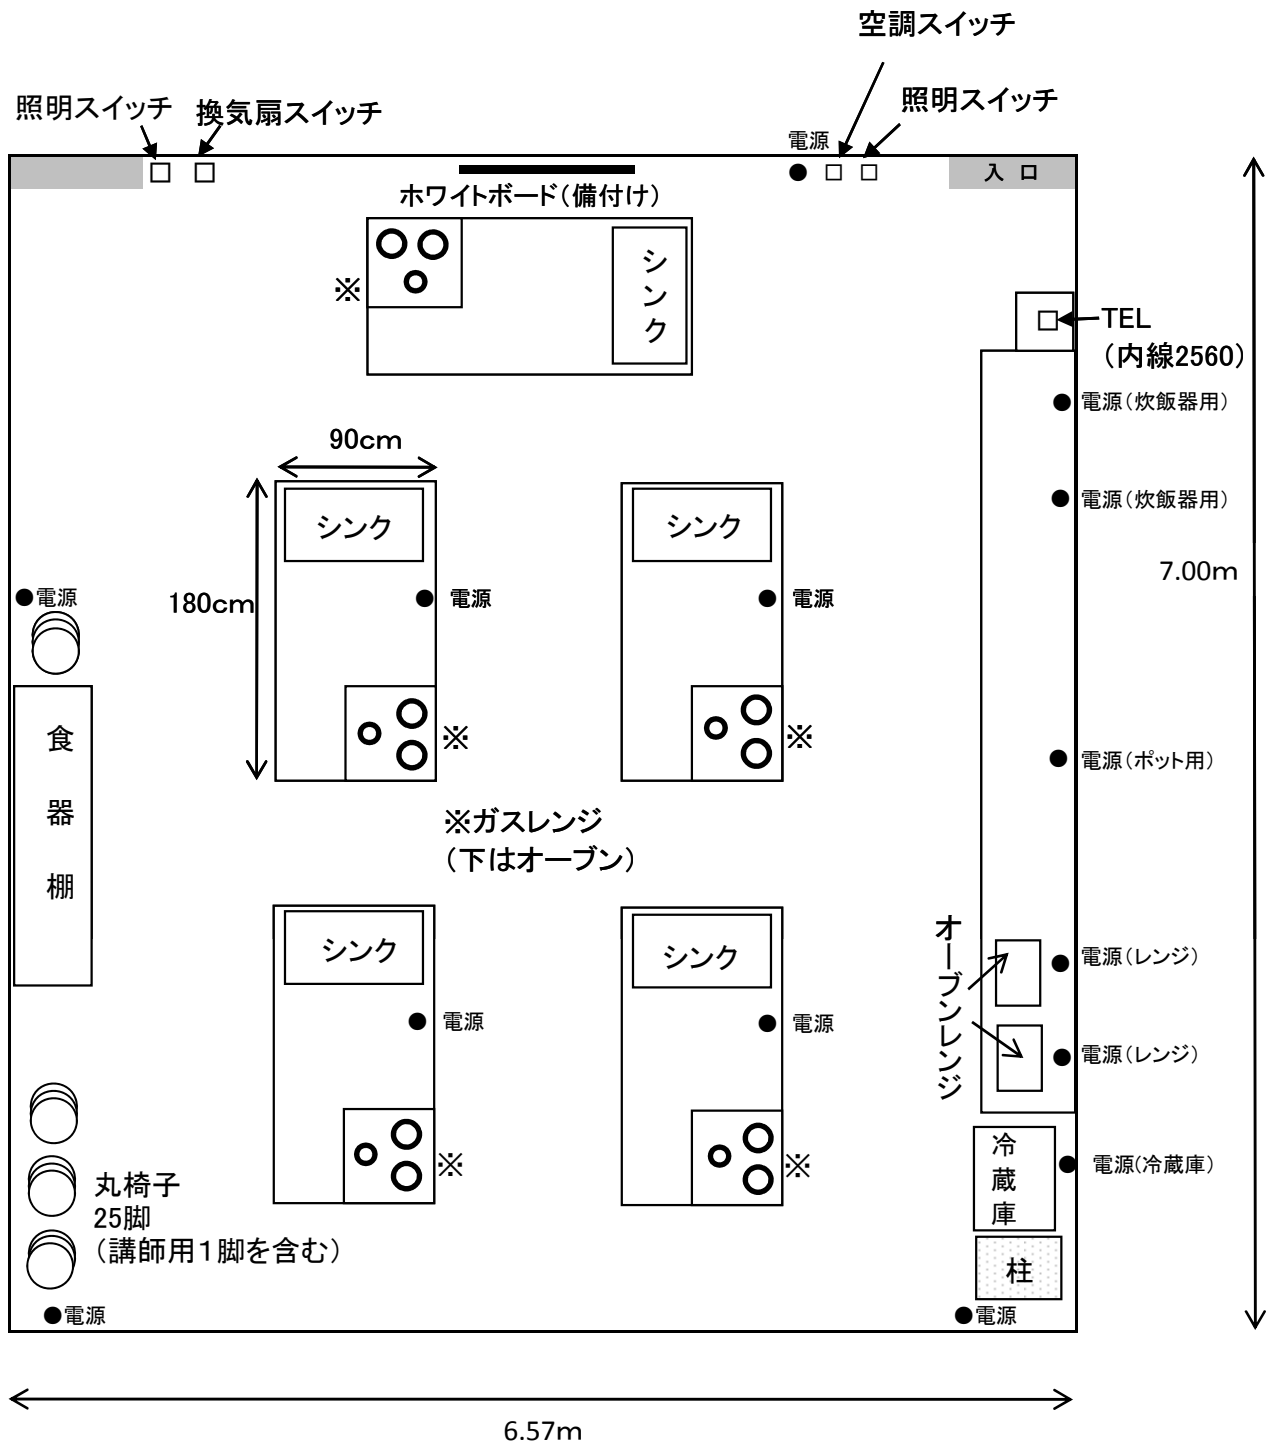 空調スイッチ
照明スイッチ
換気扇スイッチ
照明スイッチ
電源
入 口
ホワイトボード(備付け)
シンク
※
TEL
(内線2560)
電源(炊飯器用)
90cm
シンク
シンク
電源(炊飯器用)
7.00m
電源
180cm
電源
電源
食器棚
※
※
電源(ポット用)
※ガスレンジ
(下はオーブン)
シンク
シンク
オーブンレンジ
電源(レンジ)
電源
電源
電源(レンジ)
※
※
冷蔵庫
電源(冷蔵庫)
丸椅子
25脚
(講師用1脚を含む)
柱
電源
電源
6.57m